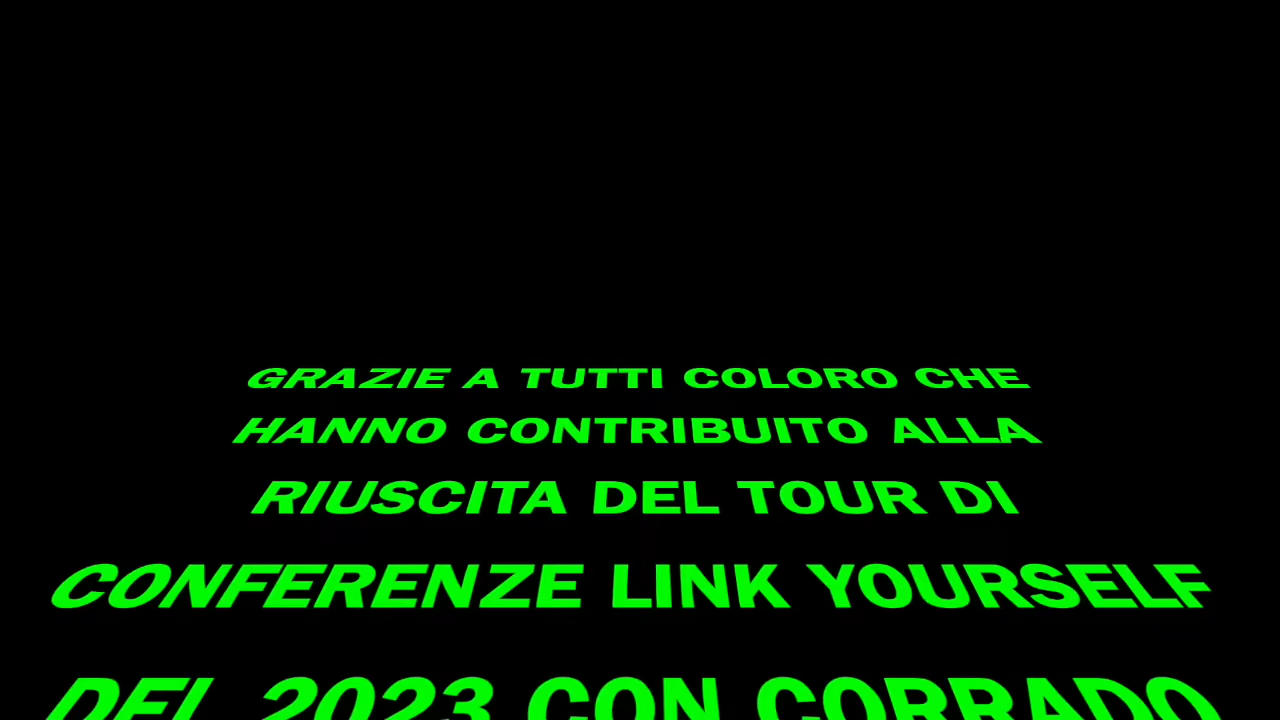 GRAZIE A TUTTI COLORO CHE
HANNO CONTRIBUITO ALLA
RIUSCITA DEL TOUR DI
CONFERENZE LINK YOURSELF
DEL 2023 CON CORRADO